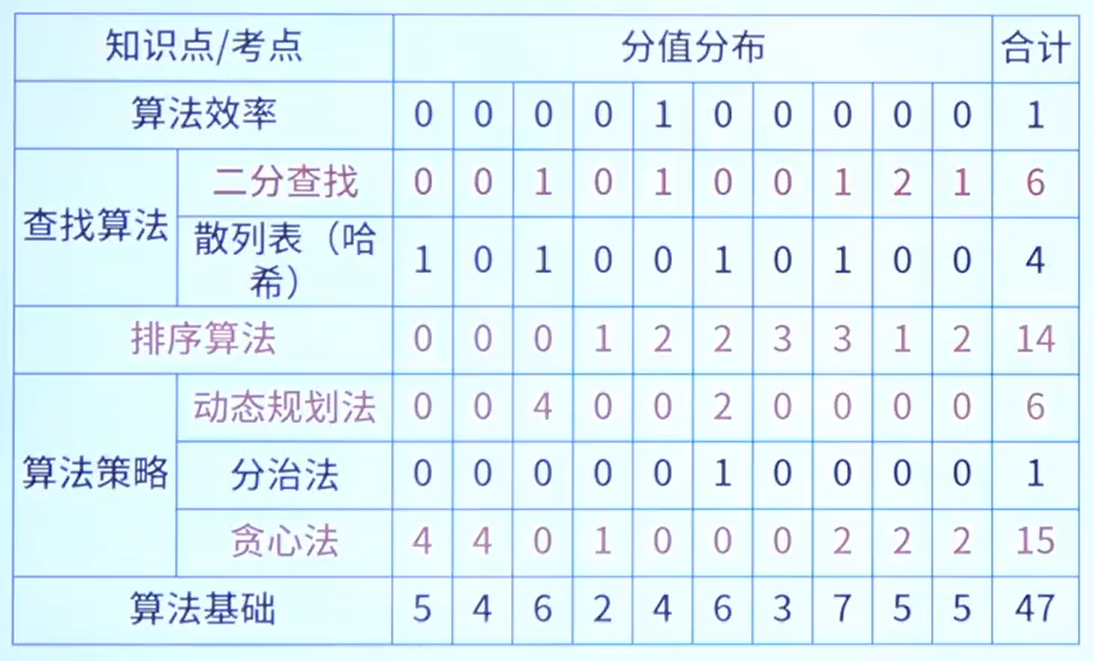 知识点/考点 分值分布 合计
算法效率 0 0 0 0 1 0 0 0 0 0 1
查找算法 二分查找 0 0 1 0 1 0 0 1 2 1 6
散列表（哈
希） 1 0 1 0 0 1 0 1 0 0 4
排序算法 0 0 0 1 2 2 3 3 1 2 14
算法策略 动态规划法 0 0 4 0 0 2 0 0 0 0 6
分治法 0 0 0 0 0 1 0 0 0 0 1
贪心法 4 4 0 1 0 0 0 2 2 2 15
算法基础 5 4 6 2 4 6 3 7 5 5 47